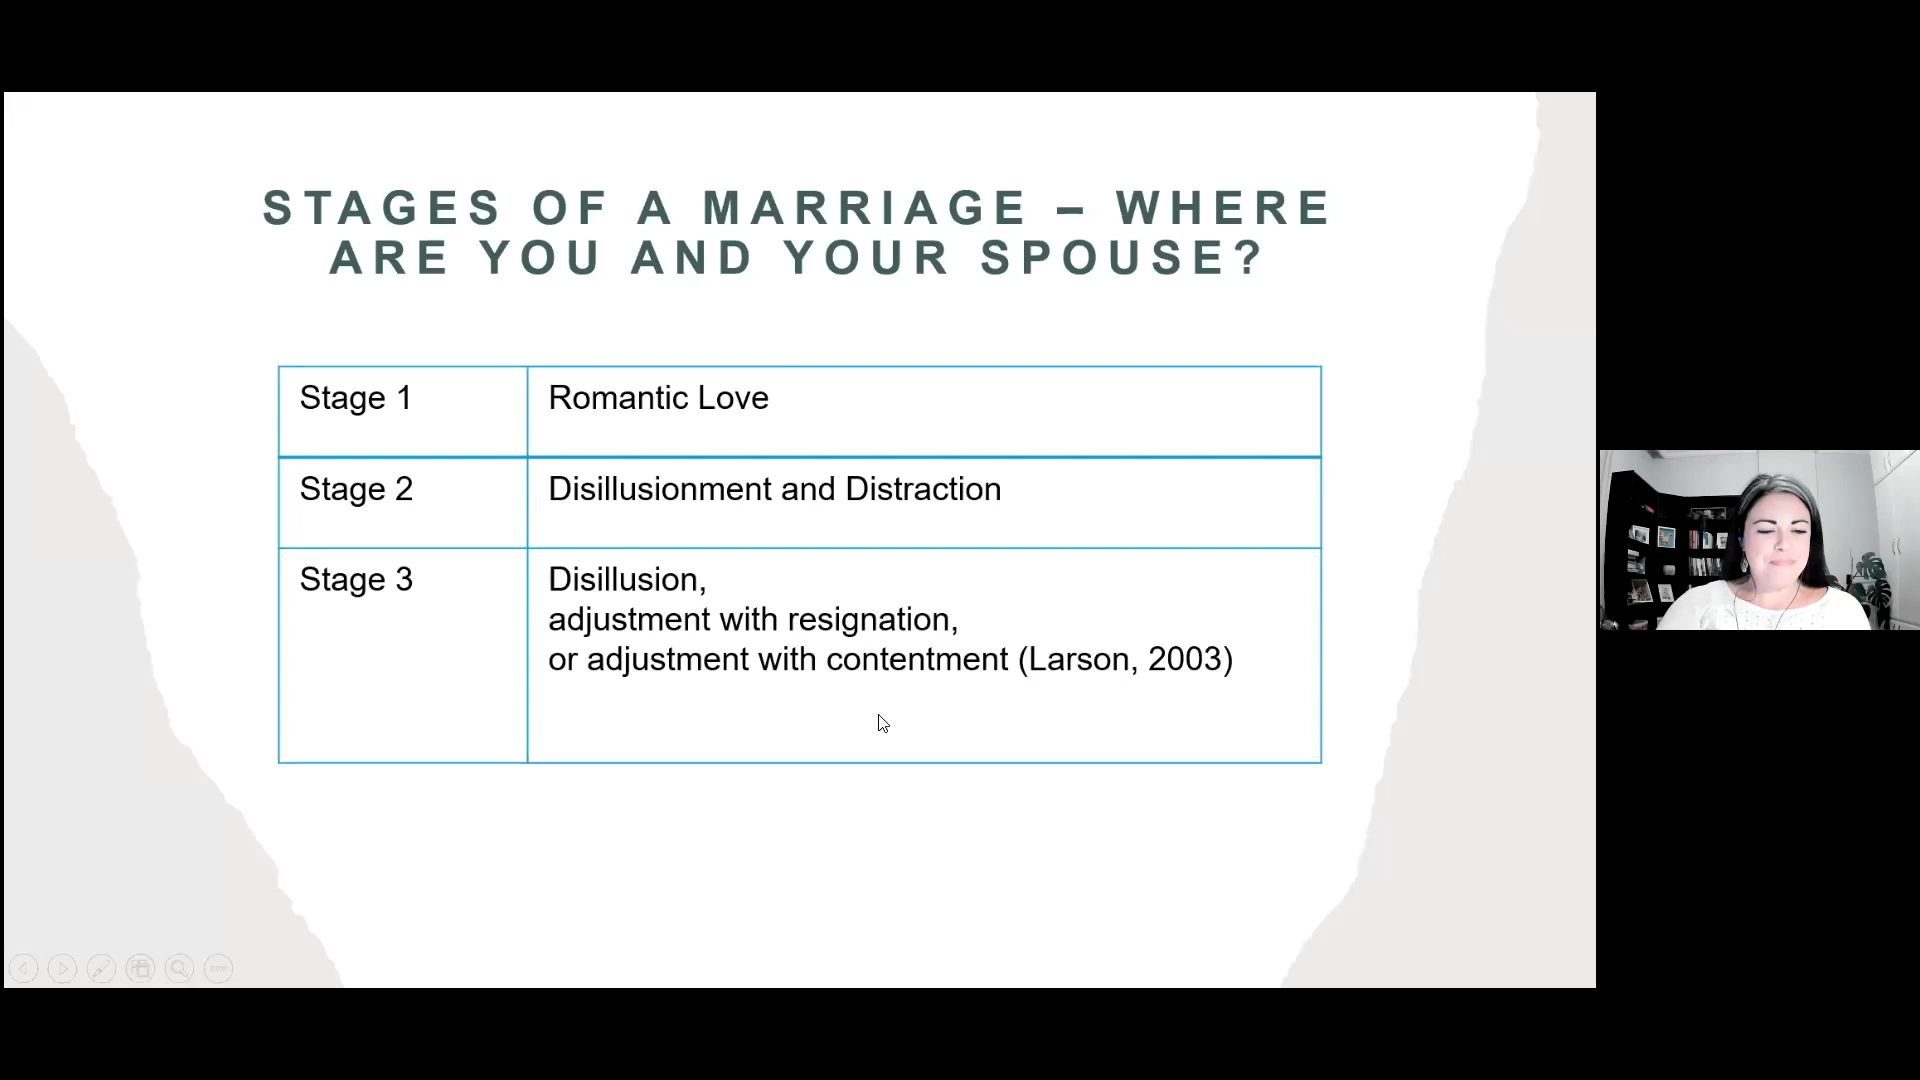 STAGES OF A MARRIAGE – WHERE
ARE YOU AND YOUR SPOUSE?
Stage 1
Romantic Love
Stage 2
Disillusionment and Distraction
Stage 3
Disillusion,
adjustment with resignation,
or adjustment with contentment (Larson, 2003)